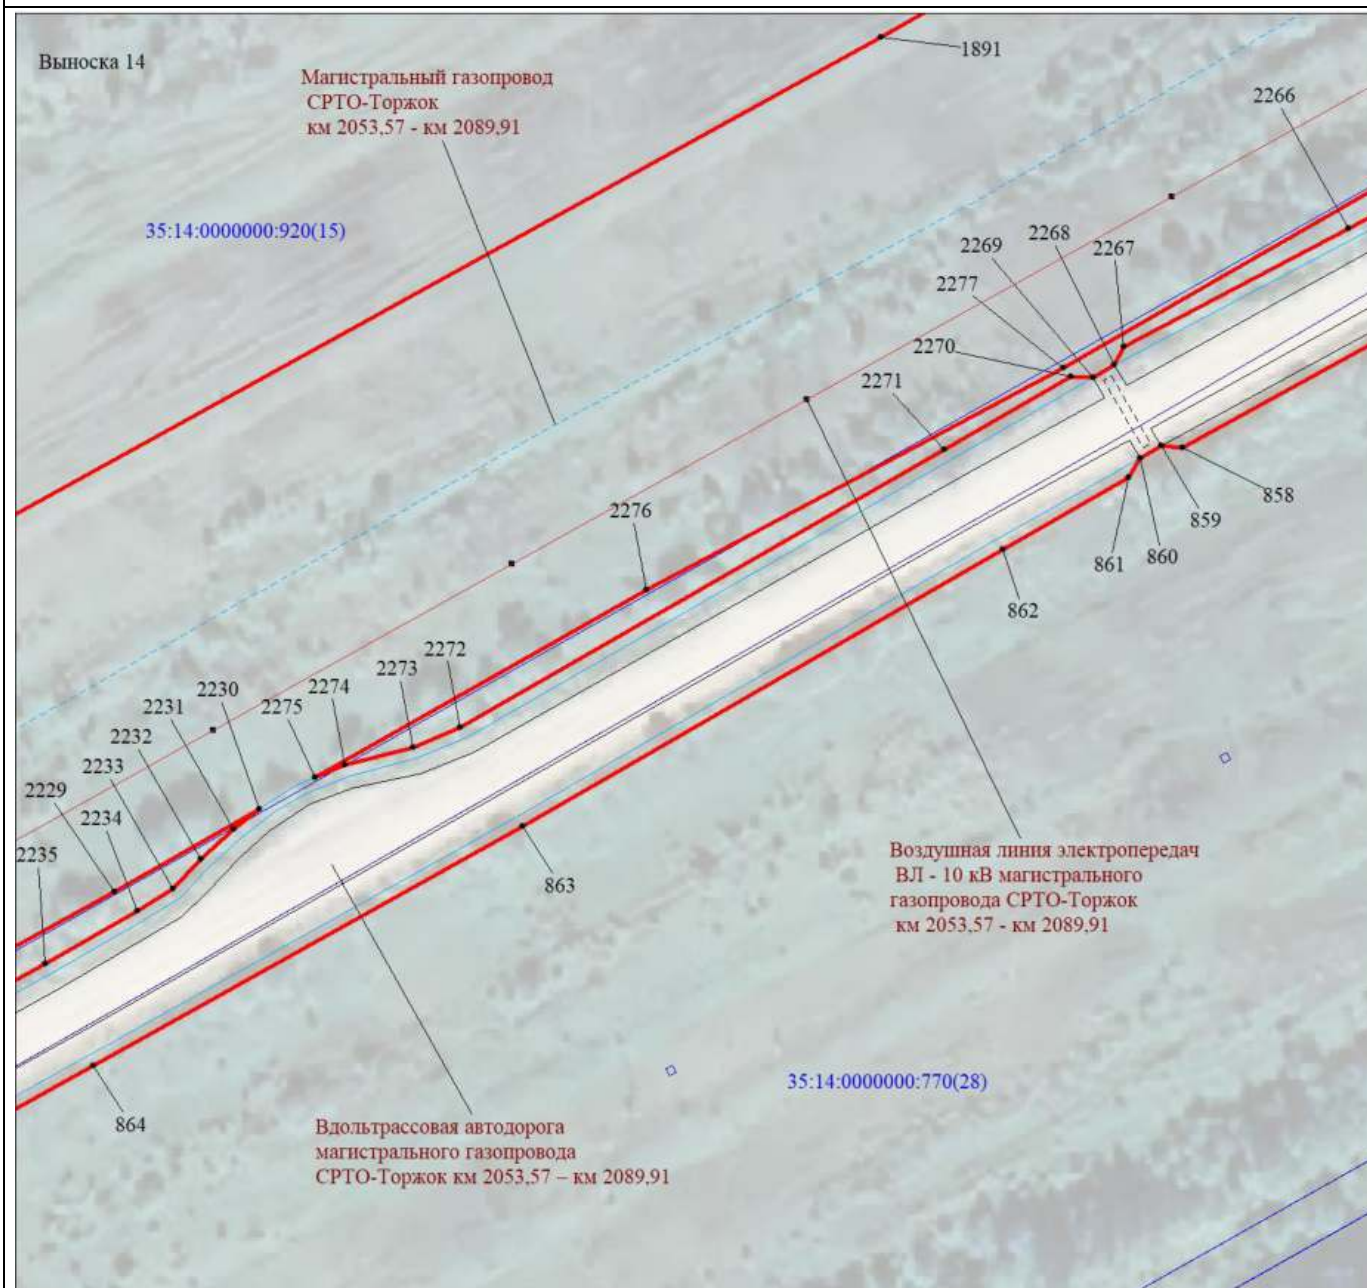 Выноска 14
1891
Магистральный газопровод
СРТО-Торжок
км 2053,57 - км 2089,91
2266
35:14:0000000:920(15)
2268
2267
2269
2277
2270
2271
2276
858
859
860
861
862
2272
2273
2274
2275
2230
2231
2232
2233
2229
2234
2235
863
Воздушная линия электропередач
ВЛ - 10 кВ магистрального
газопровода СРТО-Торжок
км 2053,57 - км 2089,91
35:14:0000000:770(28)
864
Вдольтрассовая автодорога
магистрального газопровода
СРТО-Торжок км 2053,57 – км 2089,91